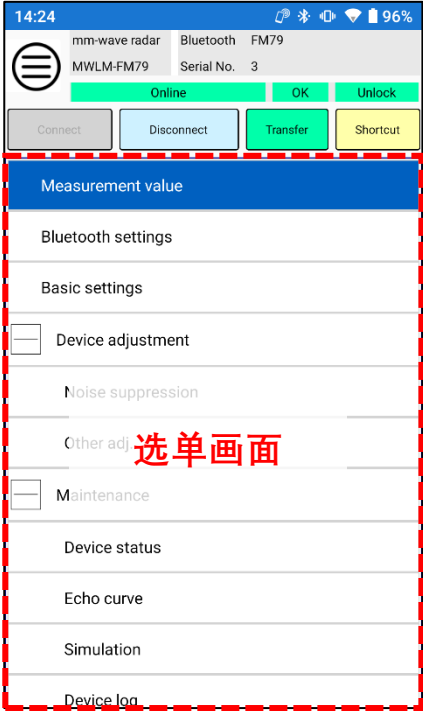 14:24 96%
mm-wave radar Bluetooth FM79
MWLM-FM79 Serial No. 3
Online OK Unlock
Connect Disconnect Transfer Shortcut
Measurement value
Bluetooth settings
Basic settings
Device adjustment
Noise suppression
Other adj
选单画面
Maintenance
Device status
Echo curve
Simulation
Device log